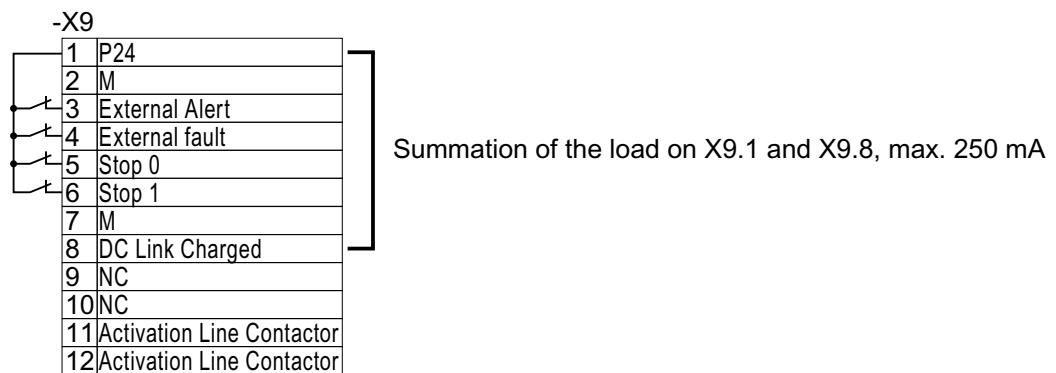 -X9
1 P24
2 M
3 External Alert
4 External fault
5 Stop 0
6 Stop 1
7 M
8 DC Link Charged
9 NC
10 NC
11 Activation Line Contactor
12 Activation Line Contactor
Summation of the load on X9.1 and X9.8, max. 250 mA